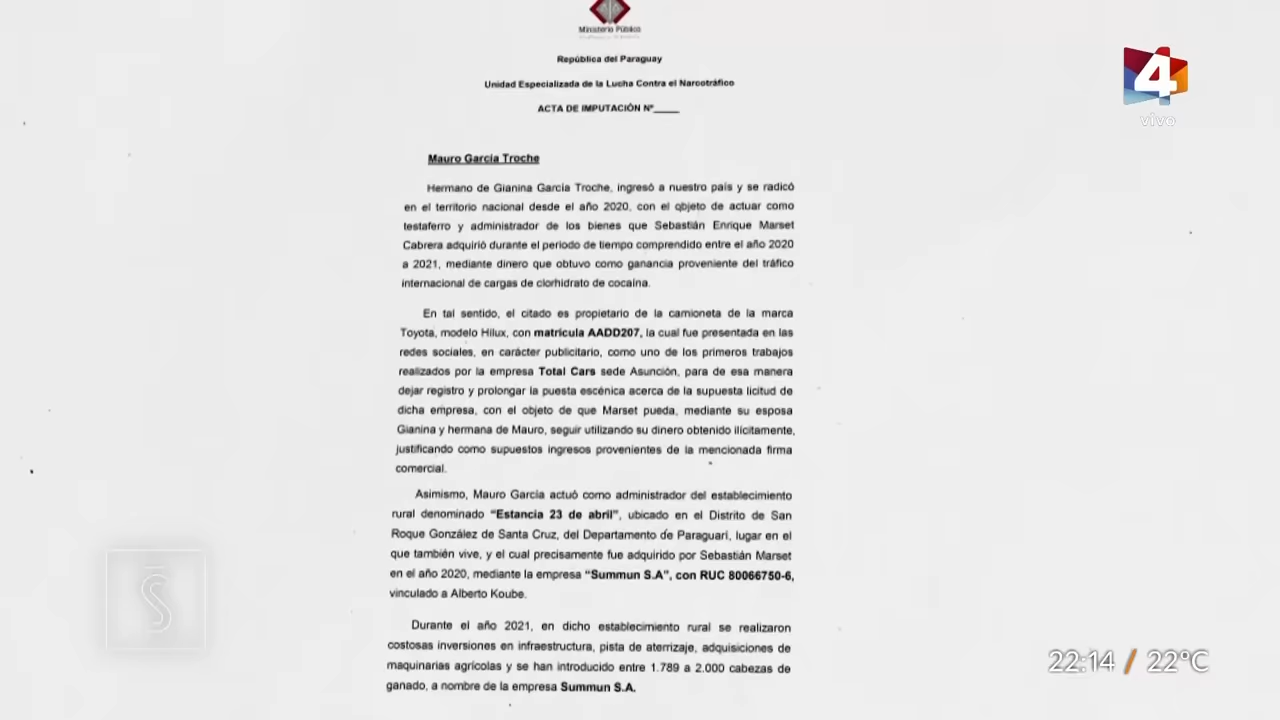 Ministerio Público
República del Paraguay
Unidad Especializada de la Lucha Contra el Narcotráfico
ACTA DE IMPUTACIÓN Nº_____
4
vivo
Mauro García Troche
Hermano de Gianina García Troche, ingresó a nuestro país y se radicó
en el territorio nacional desde el año 2020, con el objeto de actuar como
testaferro y administrador de los bienes que Sebastián Enrique Marset
Cabrera adquirió durante el periodo de tiempo comprendido entre el año 2020
a 2021, mediante dinero que obtuvo como ganancia proveniente del tráfico
internacional de cargas de clorhidrato de cocaína.
En tal sentido, el citado es propietario de la camioneta de la marca
Toyota, modelo Hilux, con matrícula AADD207, la cual fue presentada en las
redes sociales, en carácter publicitario, como uno de los primeros trabajos
realizados por la empresa Total Cars sede Asunción, para de esa manera
dejar registro y prolongar la puesta escénica acerca de la supuesta licitud de
dicha empresa, con el objeto de que Marset pueda, mediante su esposa
Gianina y hermana de Mauro, seguir utilizando su dinero obtenido ilícitamente,
justificando como supuestos ingresos provenientes de la mencionada firma
comercial.
Asimismo, Mauro García actuó como administrador del establecimiento
rural denominado “Estancia 23 de abril”, ubicado en el Distrito de San
Roque González de Santa Cruz, del Departamento de Paraguarí, lugar en el
que también vive, y el cual precisamente fue adquirido por Sebastián Marset
en el año 2020, mediante la empresa “Summun S.A”, con RUC 80066750-6,
vinculado a Alberto Koube.
Durante el año 2021, en dicho establecimiento rural se realizaron
costosas inversiones en infraestructura, pista de aterrizaje, adquisiciones de
maquinarias agrícolas y se han introducido entre 1.789 a 2.000 cabezas de
ganado, a nombre de la empresa Summun S.A.
S
22:14 / 22°C